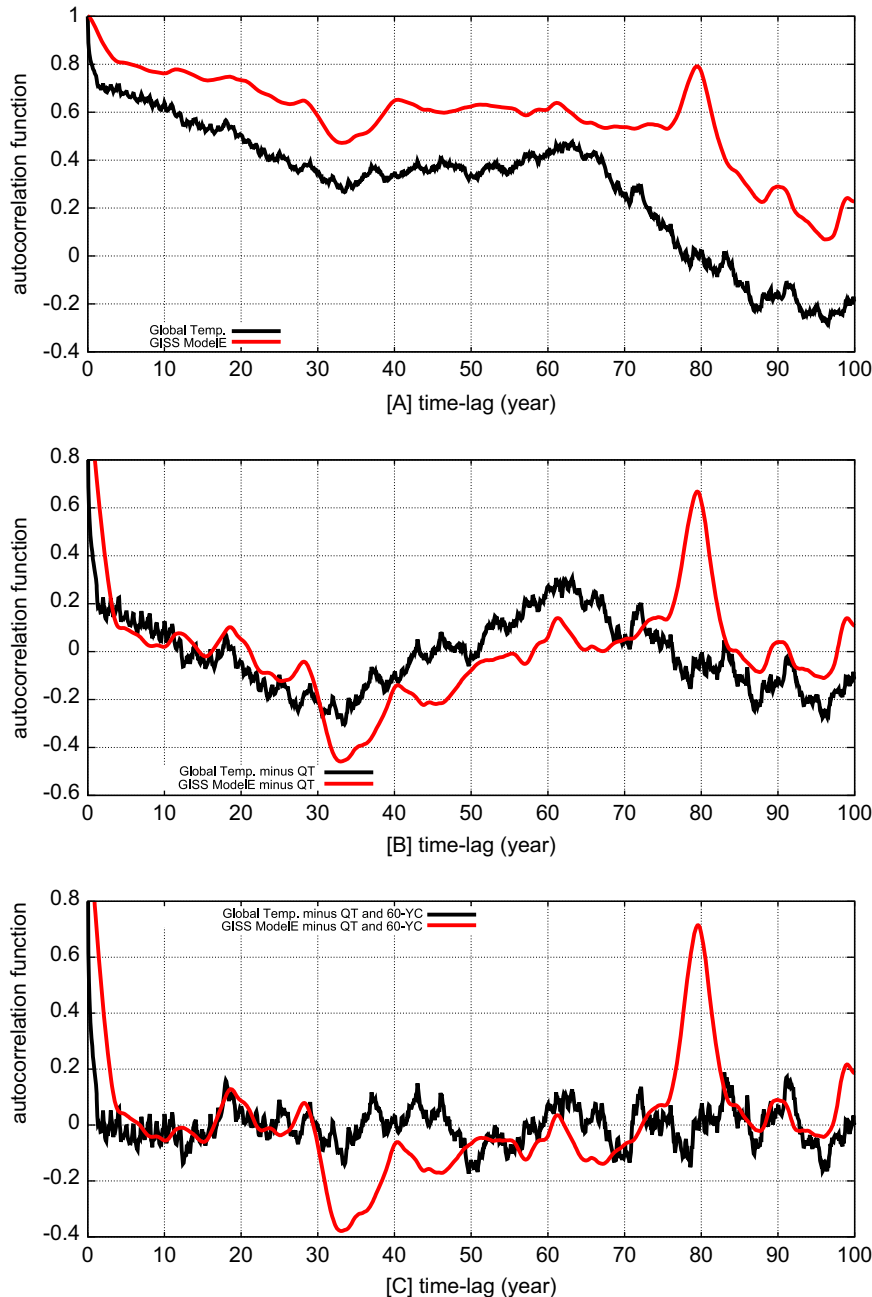 1
0.8
0.6
0.4
0.2
0
-0.2
-0.4
autocorrelation function
Global Temp.
GISS ModelE
0 10 20 30 40 50 60 70 80 90 100
[A] time-lag (year)
0.8
0.6
0.4
0.2
0
-0.2
-0.4
-0.6
autocorrelation function
Global Temp. minus QT
GISS ModelE minus QT
0 10 20 30 40 50 60 70 80 90 100
[B] time-lag (year)
0.8
0.6
0.4
0.2
0
-0.2
-0.4
autocorrelation function
Global Temp. minus QT and 60-YC
GISS ModelE minus QT and 60-YC
0 10 20 30 40 50 60 70 80 90 100
[C] time-lag (year)